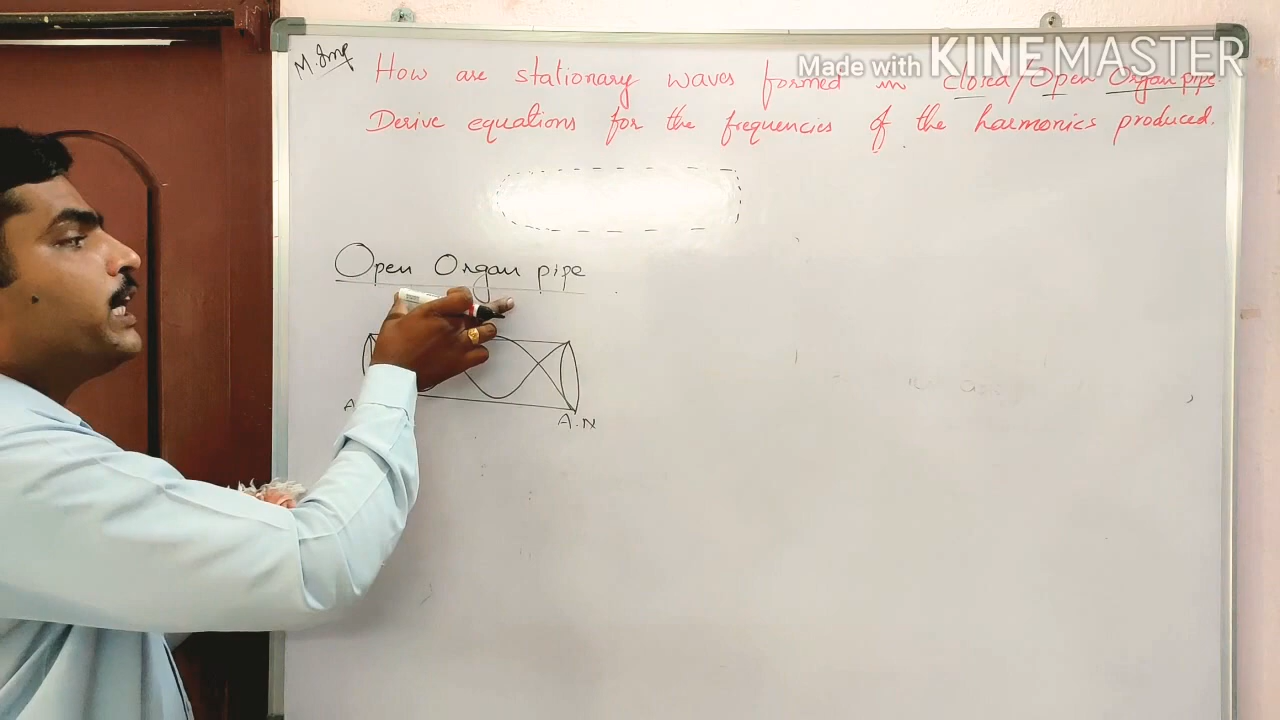 M. Imp
Made with KINEMASTER
How are stationary waves formed in closed/Open Organ pipe.
Derive equations for the frequencies of the harmonics produced.
Open Organ pipe
A
A.N